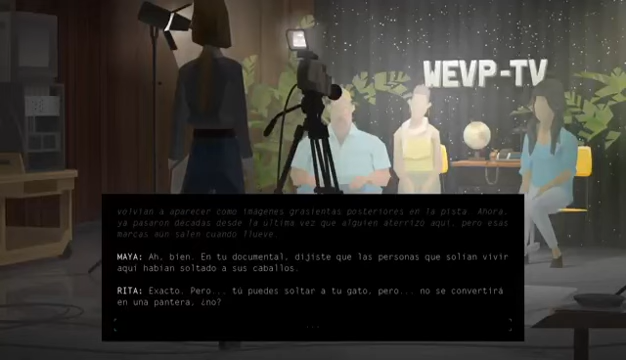 WEVP-TV
volvían a aparecer como imágenes grasientas posteriores en la pista. Ahora,
ya pasaron décadas desde la última vez que alguien aterrizó aquí, pero esas
marcas aún salen cuando llueve.
MAYA: Ah, bien. En tu documental, dijiste que las personas que solían vivir
aquí habían soltado a sus caballos.
RITA: Exacto. Pero... tú puedes soltar a tu gato, pero... no se convertirá
en una pantera, ¿no?
...